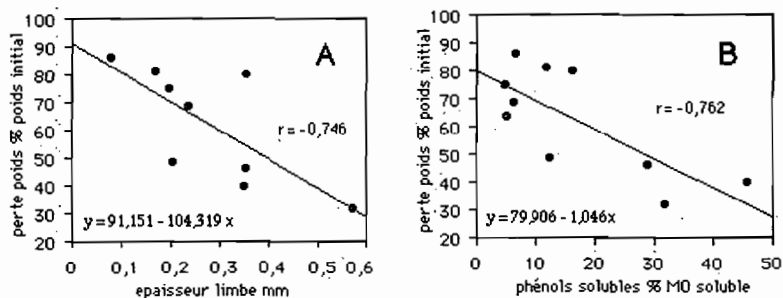 A
perte poids % poids initial
100
90
80
70
60
50
40
30
20
r = -0,746
y = 91,151 - 104,319 x
0 0,1 0,2 0,3 0,4 0,5 0,6
epaisseur limbe mm
B
perte poids % poids initial
100
90
80
70
60
50
40
30
20
r = -0,762
y = 79,906 - 1,046x
0 10 20 30 40 50
phénols solubles % MO soluble